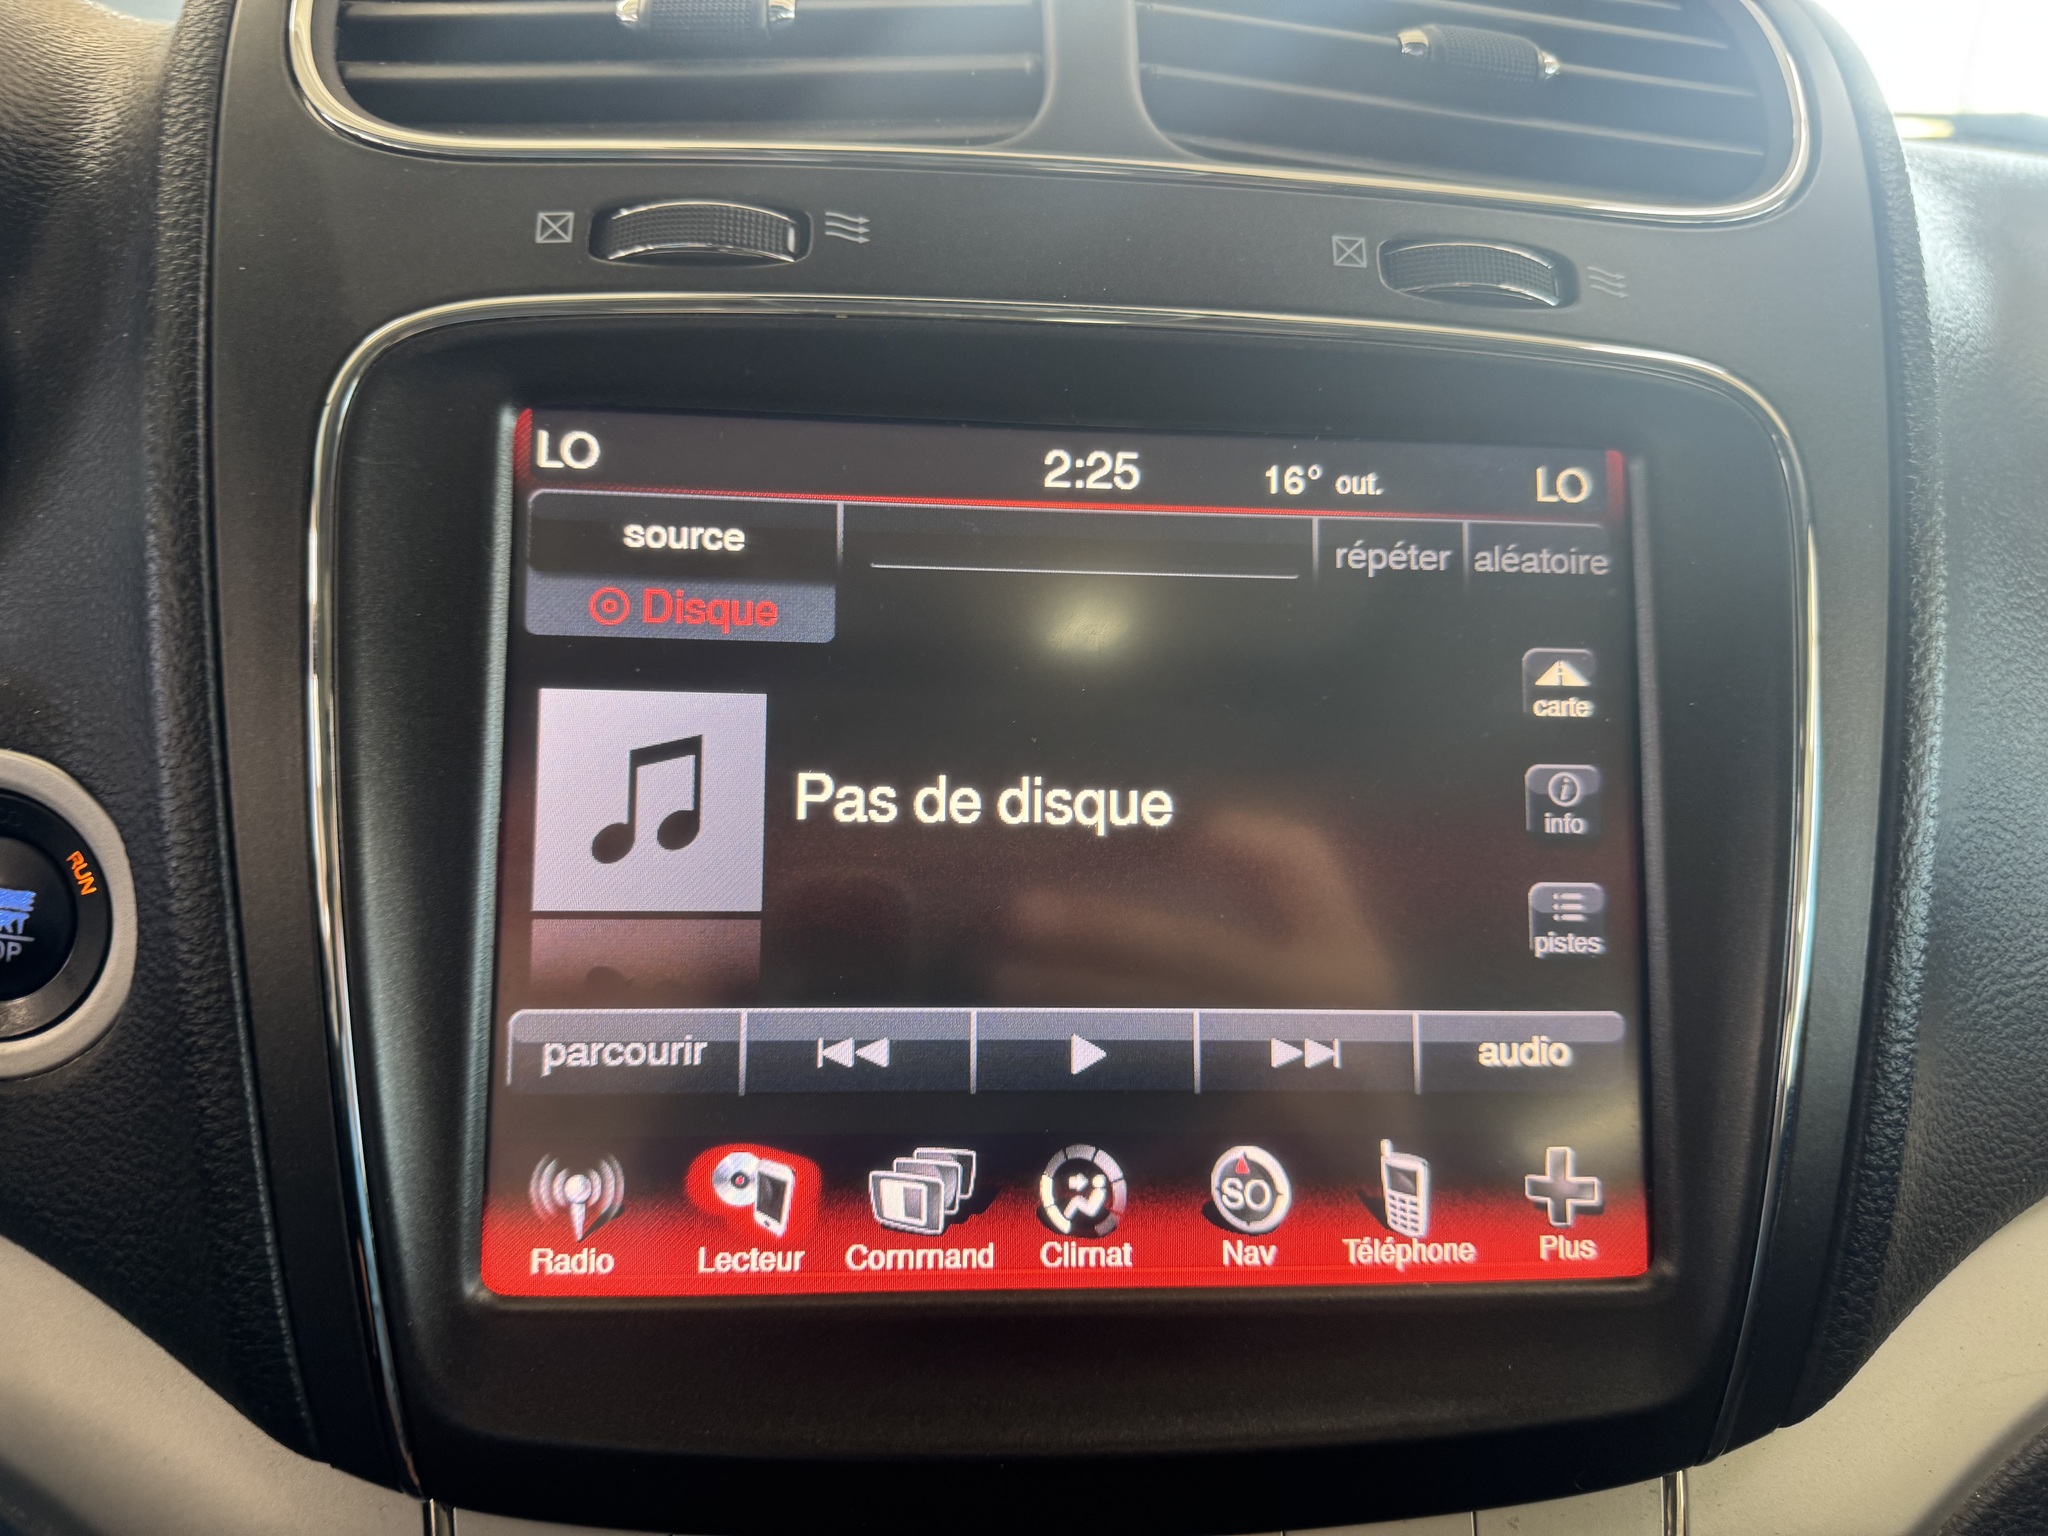 LO 2:25 16° out. LO
source répéter aléatoire
Disque
carte
Pas de disque
info
RUN
pistes
parcourir audio
SO
Radio Lecteur Command Climat Nav Téléphone Plus